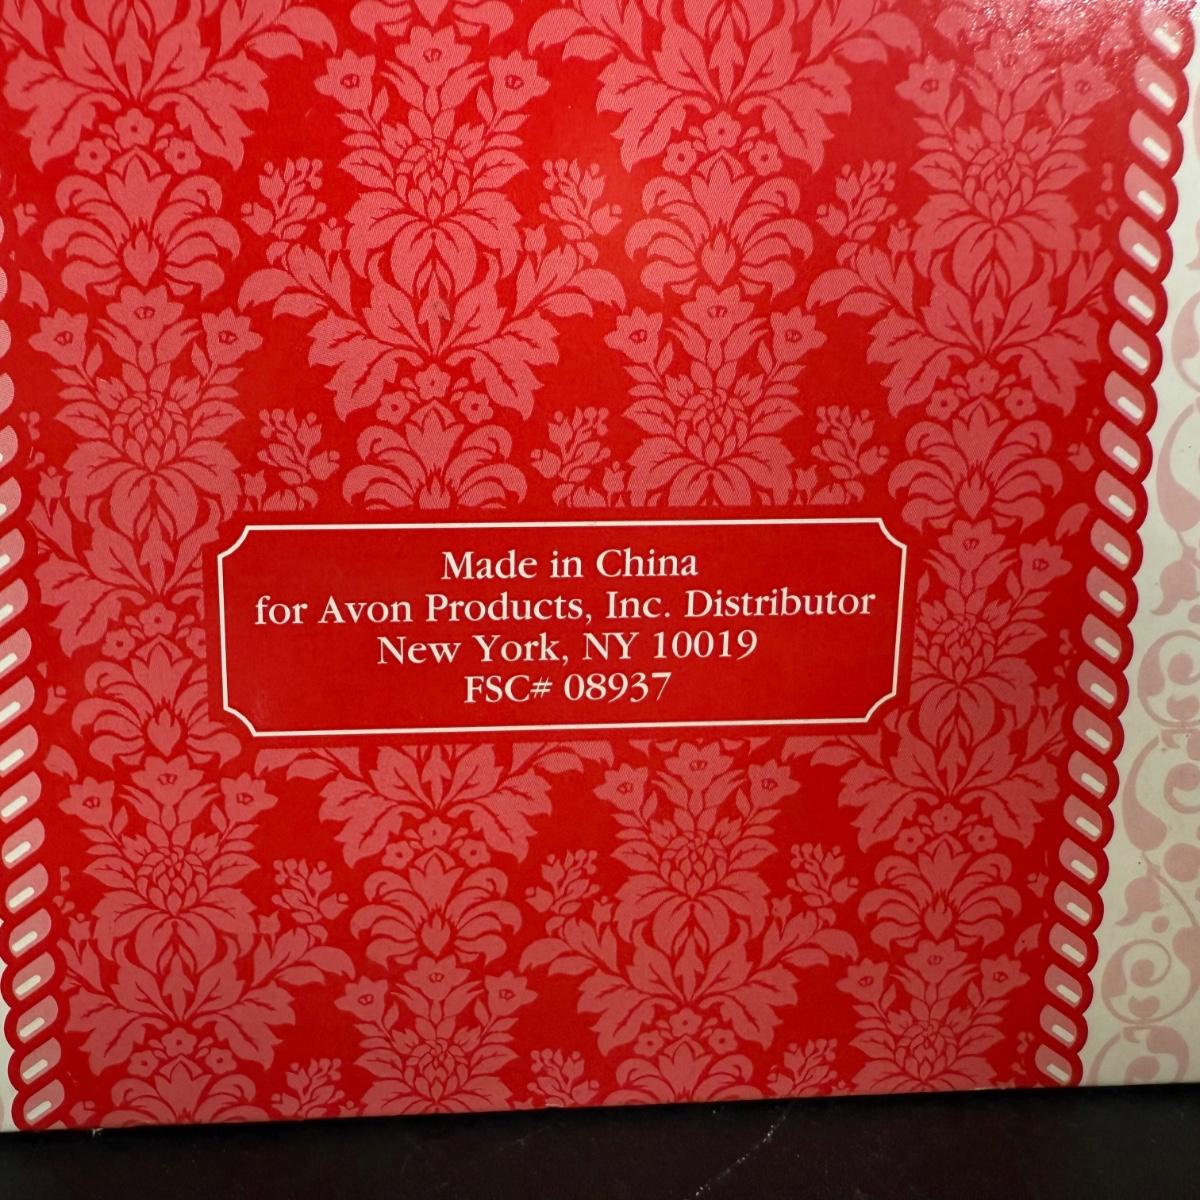 Made in China
for Avon Products, Inc. Distributor
New York, NY 10019
FSC# 08937